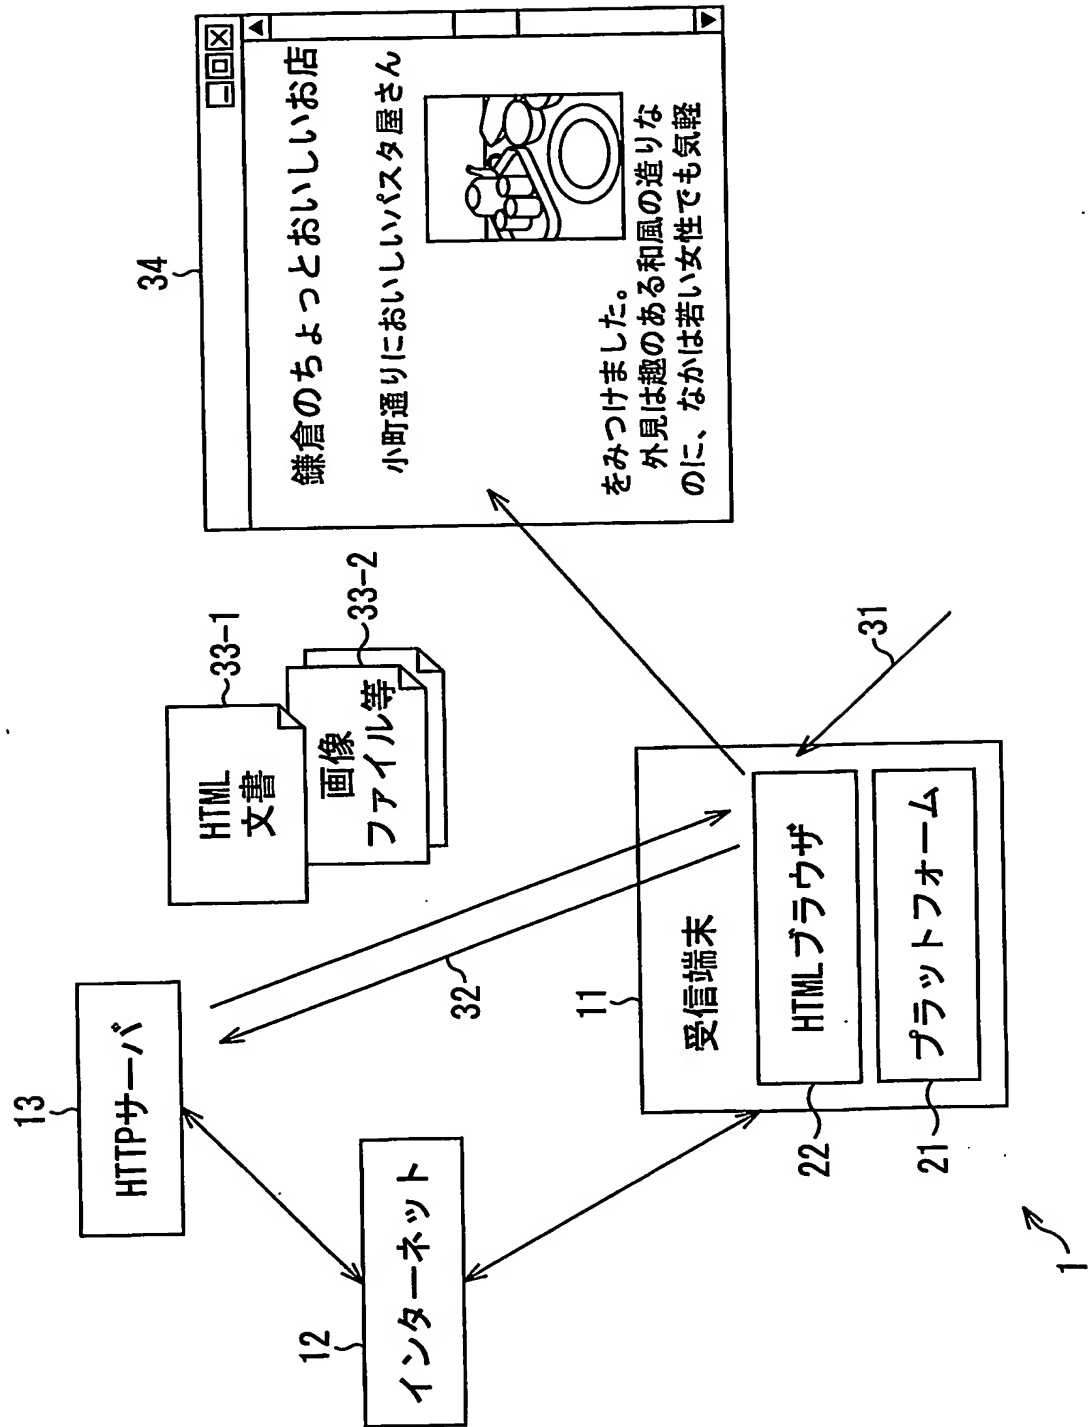 13
HTTPサーバ
12
インターネット
HTML
文書
33-1
画像
ファイル等
33-2
34
鎌倉のちょっとおいしいお店
小町通りにおいしいパスタ屋さん
をみつけました。
外見は趣のある和風の造りな
のに、なかは若い女性でも気軽
32
31
11
受信端末
22
HTMLブラウザ
21
プラットフォーム
1